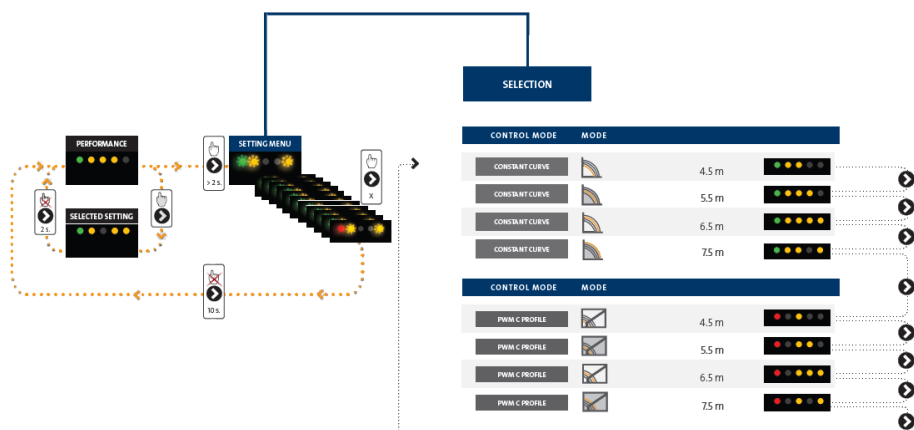 SELECTION
PERFORMANCE
> 2 s.
SETTING MENU
X
SELECTED SETTING
2 s.
10 s.
CONTROL MODE MODE
CONSTANT CURVE 4.5 m
CONSTANT CURVE 5.5 m
CONSTANT CURVE 6.5 m
CONSTANT CURVE 7.5 m
CONTROL MODE MODE
PWM C PROFILE 4.5 m
PWM C PROFILE 5.5 m
PWM C PROFILE 6.5 m
PWM C PROFILE 7.5 m